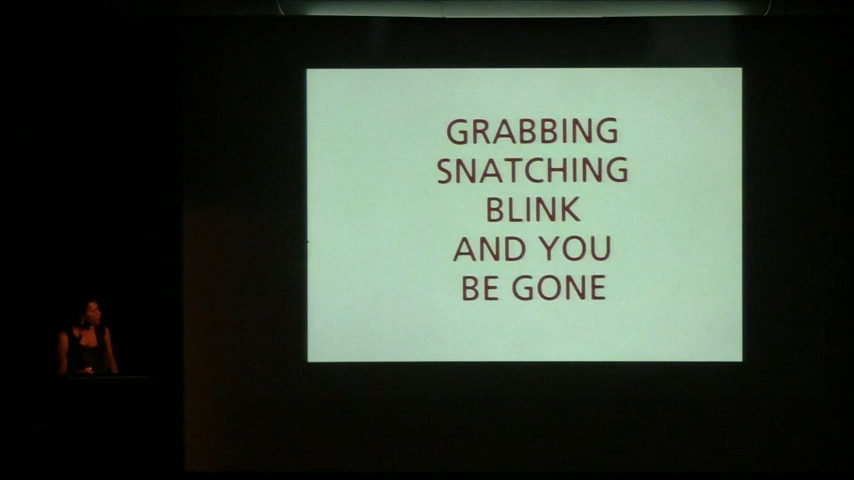 GRABBING
SNATCHING
BLINK
AND YOU
BE GONE